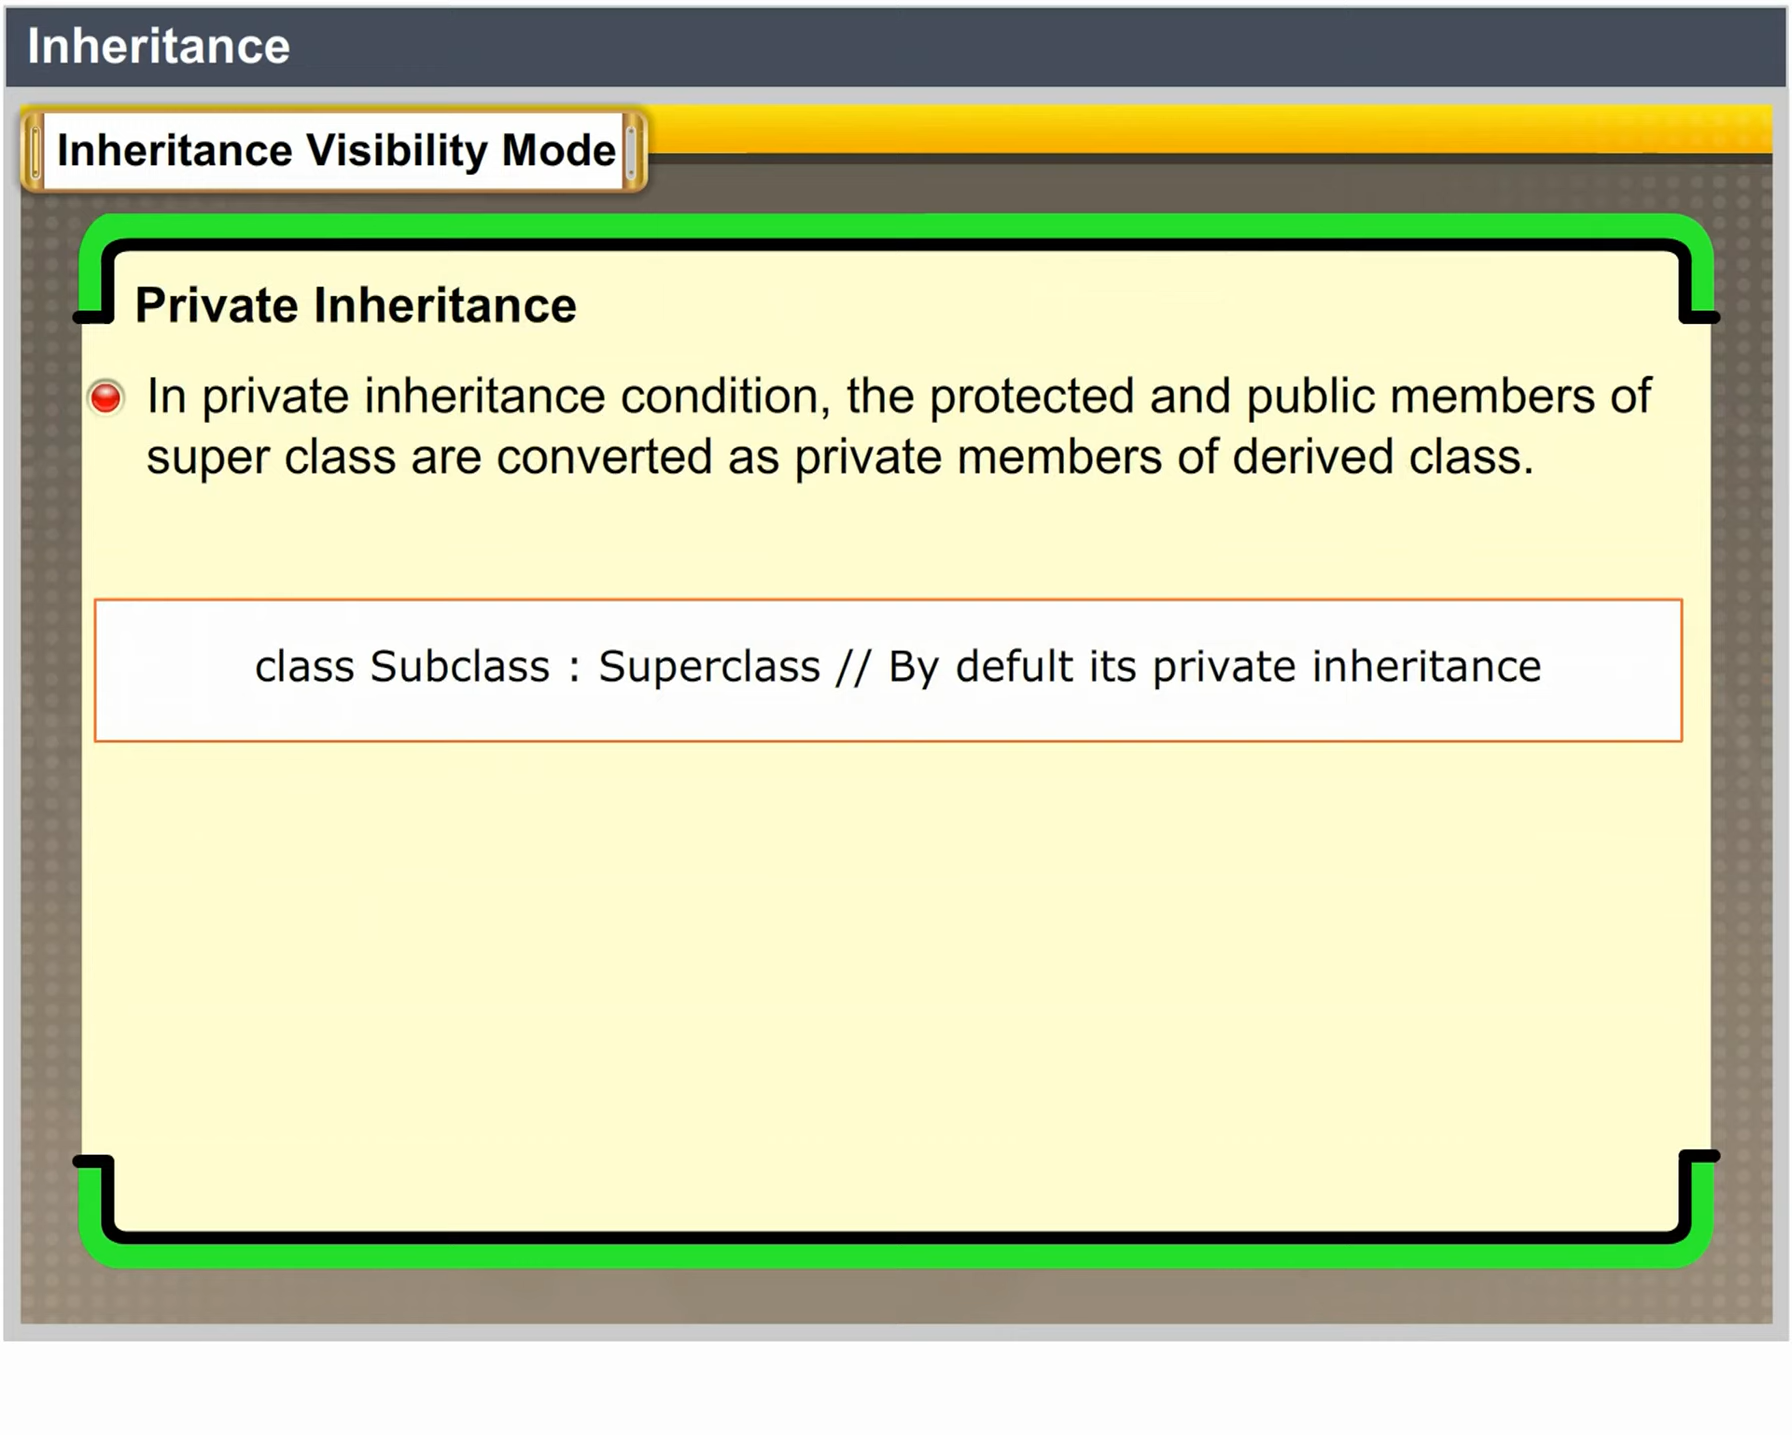 Inheritance
Inheritance Visibility Mode
Private Inheritance
In private inheritance condition, the protected and public members of
super class are converted as private members of derived class.
class Subclass : Superclass // By defult its private inheritance